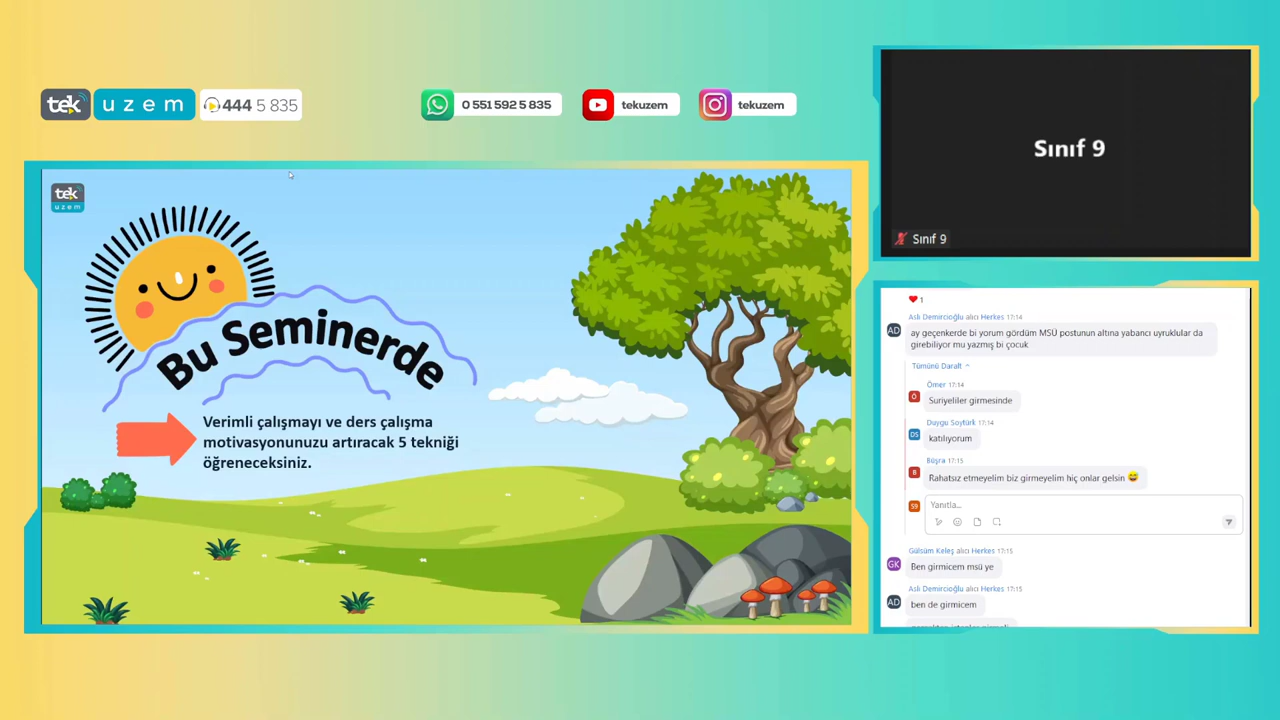 tek uzem 444 5 835
0 551 592 5 835
tekuzem
tekuzem
tek
uzem
Bu Seminerde
Verimli çalışmayı ve ders çalışma
motivasyonunuzu artıracak 5 tekniği
öğreneceksiniz.
Sınıf 9
Sınıf 9
1
Aslı Demircioğlu alıcı Herkes 17:14
AD
ay geçenkerde bi yorum gördüm MSÜ postunun altına yabancı uyruklular da
girebiliyor mu yazmış bi çocuk
Tümünü Daralt
Ömer 17:14
Ö
Suriyeliler girmesinde
Duygu Soytürk 17:14
DS
katılıyorum
Büşra 17:15
B
Rahatsız etmeyelim biz girmeyelim hiç onlar gelsin 😅
S9
Yanıtla...
Gülsüm Keleş alıcı Herkes 17:15
GK
Ben girmicem msü ye
Aslı Demircioğlu alıcı Herkes 17:15
AD
ben de girmicem